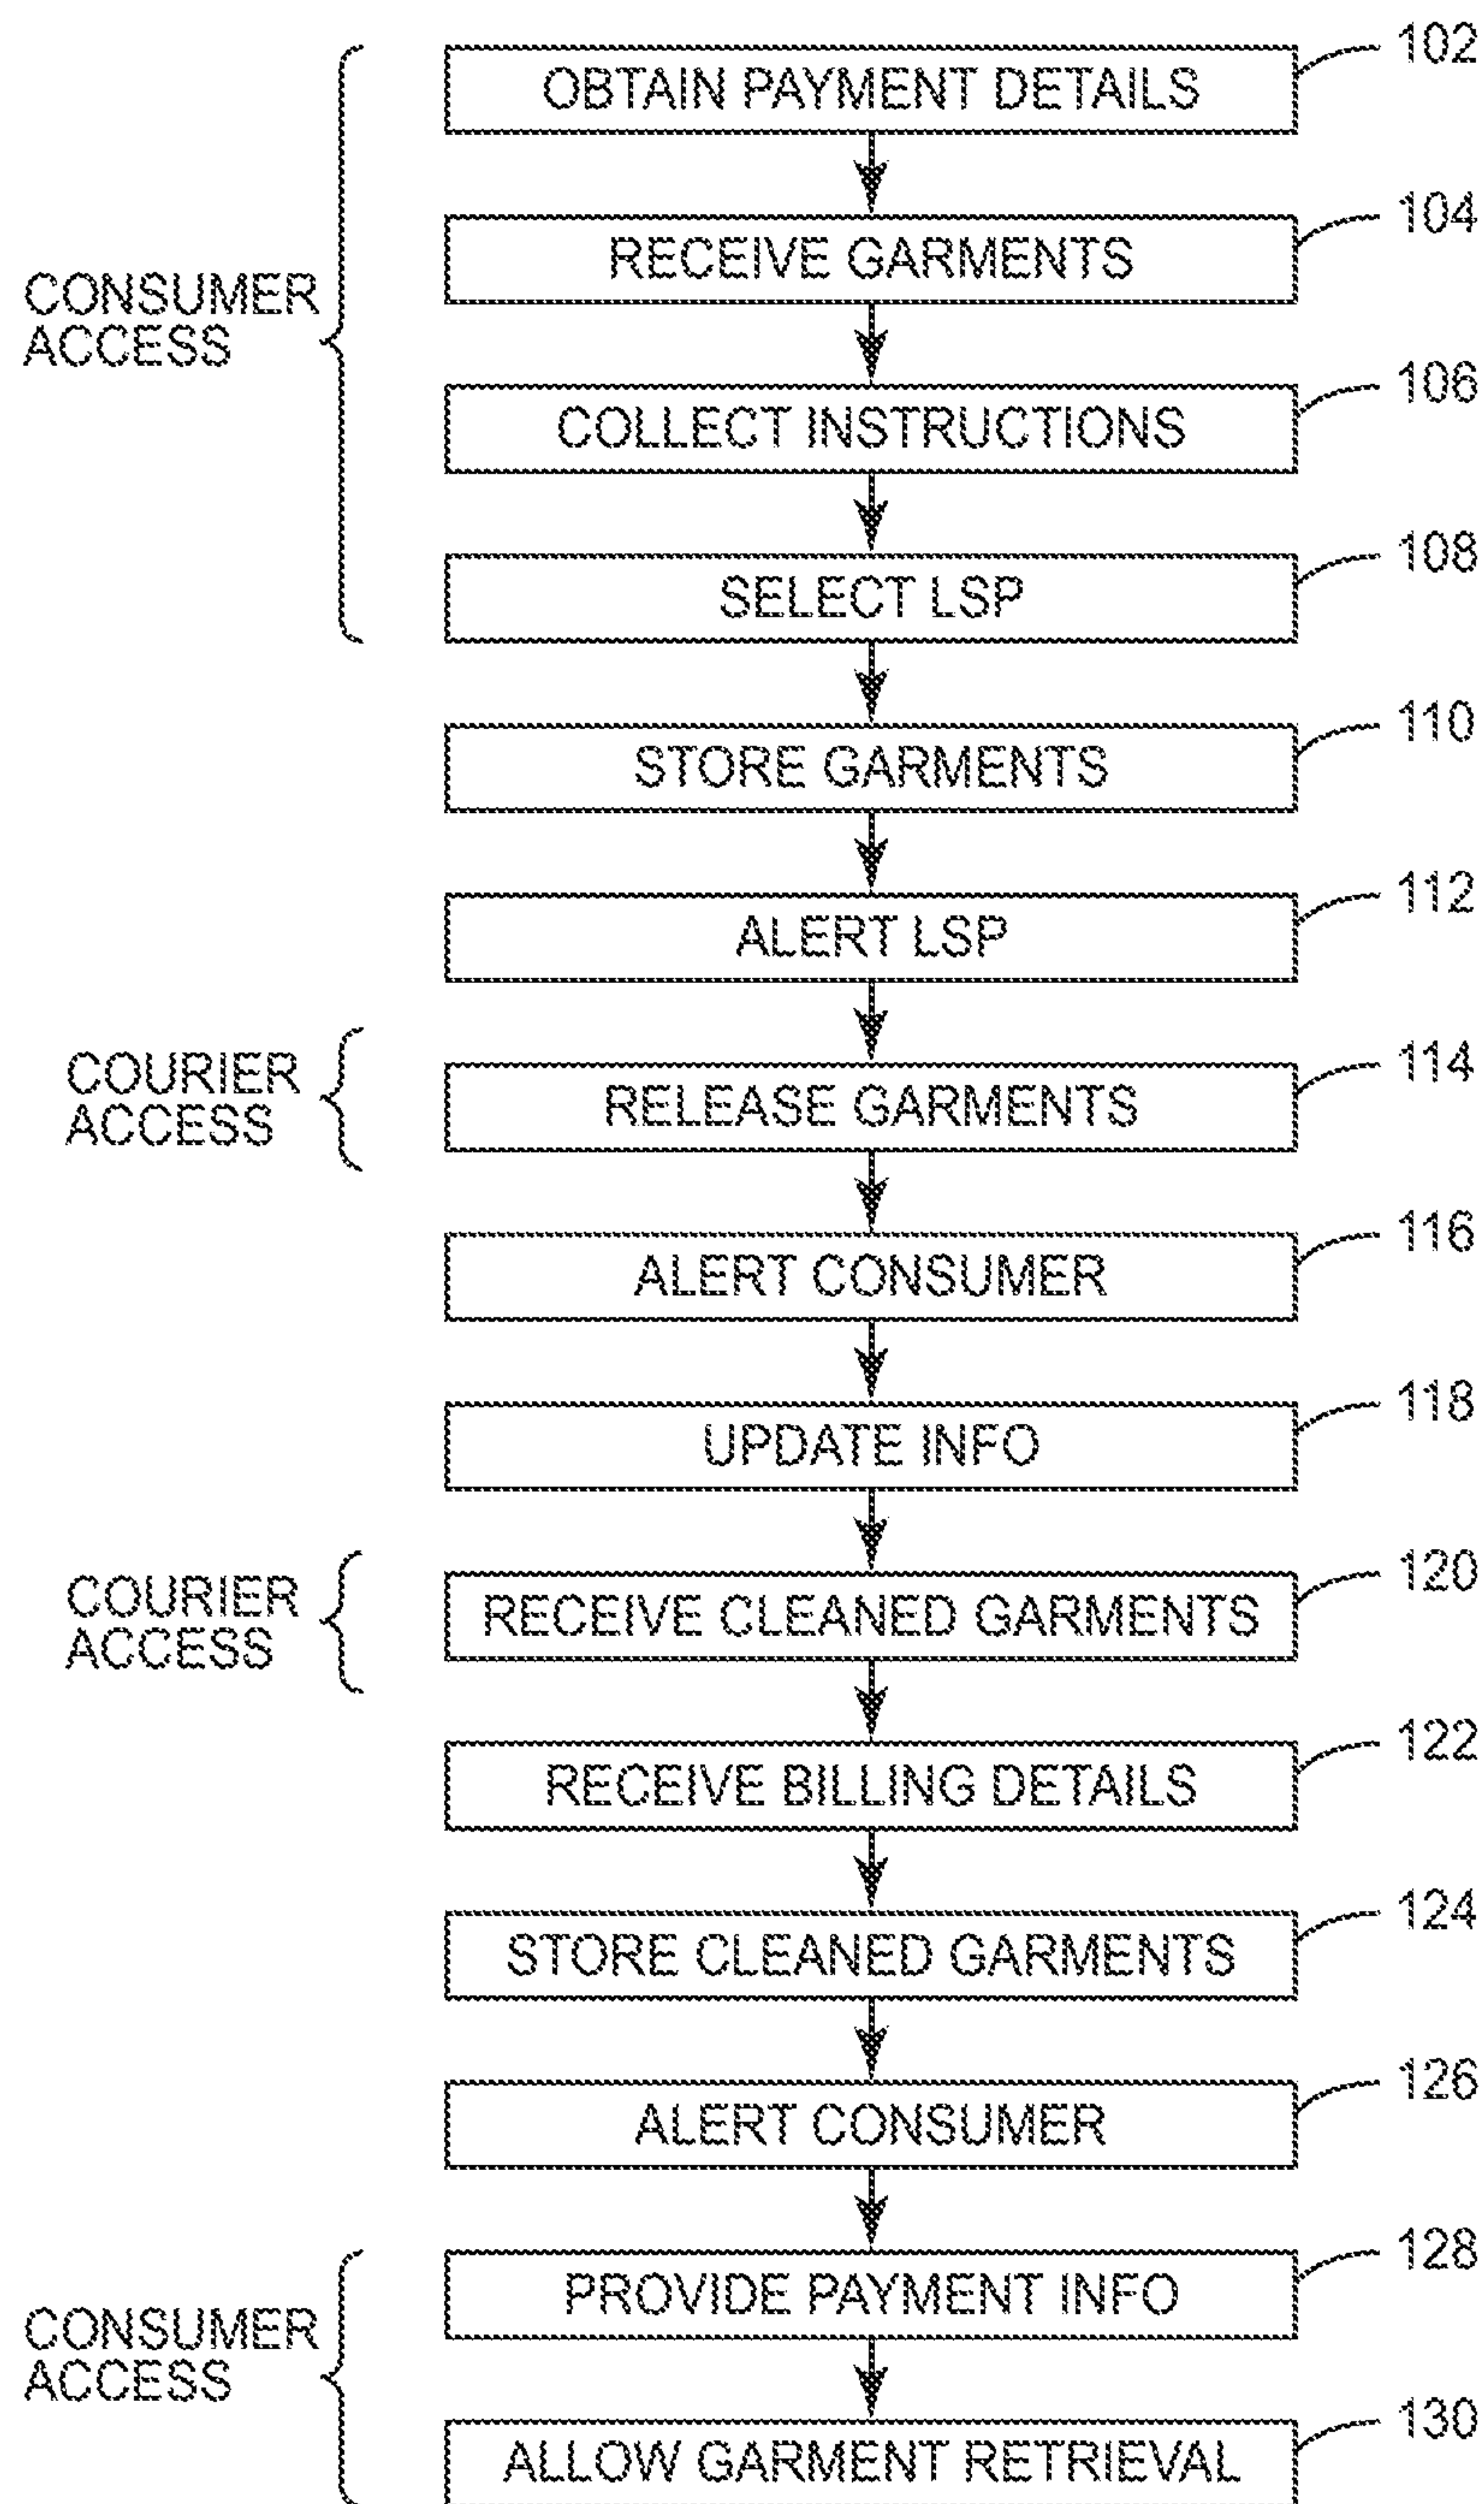 102
OBTAIN PAYMENT DETAILS
104
RECEIVE GARMENTS
CONSUMER
ACCESS
106
COLLECT INSTRUCTIONS
108
SELECT LSP
110
STORE GARMENTS
112
ALERT LSP
COURIER
ACCESS
114
RELEASE GARMENTS
116
ALERT CONSUMER
118
UPDATE INFO
COURIER
ACCESS
120
RECEIVE CLEANED GARMENTS
122
RECEIVE BILLING DETAILS
124
STORE CLEANED GARMENTS
126
ALERT CONSUMER
128
PROVIDE PAYMENT INFO
CONSUMER
ACCESS
130
ALLOW GARMENT RETRIEVAL